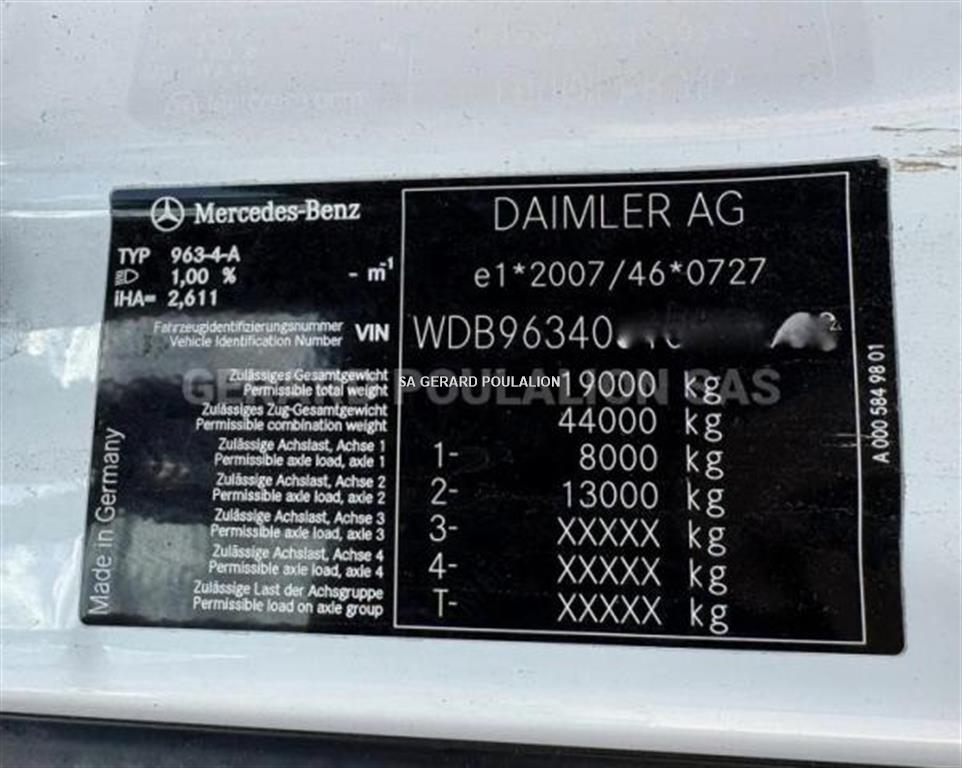 Mercedes-Benz
TYP 963-4-A
1,00 % - m-1
iHA= 2,611
DAIMLER AG
e1*2007/46*0727
Fahrzeugidentifizierungsnummer
Vehicle Identification Number
VIN WDB96340
Zulässiges Gesamtgewicht
Permissible total weight
19000 kg
SA GERARD POULALION
GERARD POULALION SAS
Zulässiges Zug-Gesamtgewicht
Permissible combination weight
44000 kg
Zulässige Achslast, Achse 1
Permissible axle load, axle 1
1- 8000 kg
Zulässige Achslast, Achse 2
Permissible axle load, axle 2
2- 13000 kg
Zulässige Achslast, Achse 3
Permissible axle load, axle 3
3- XXXXX kg
Zulässige Achslast, Achse 4
Permissible axle load, axle 4
4- XXXXX kg
Zulässige Last der Achsgruppe
Permissible load on axle group
T- XXXXX kg
Made in Germany
A 000 584 98 01